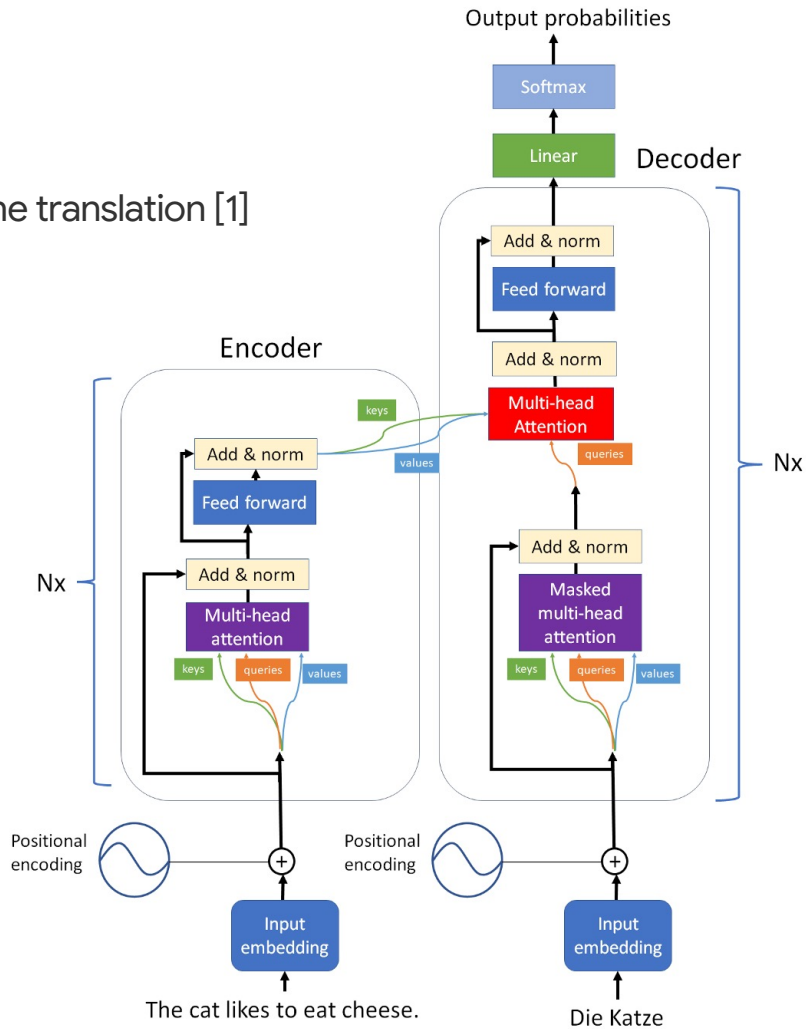 Output probabilities
Softmax
Linear
Decoder
ne translation [1]
Add & norm
Feed forward
Add & norm
Multi-head
Attention
queries
Nx
Add & norm
Masked
multi-head
attention
keys
queries
values
Encoder
keys
values
Add & norm
Feed forward
Nx
Add & norm
Multi-head
attention
keys
queries
values
Positional
encoding
+
Input
embedding
The cat likes to eat cheese.
Positional
encoding
+
Input
embedding
Die Katze